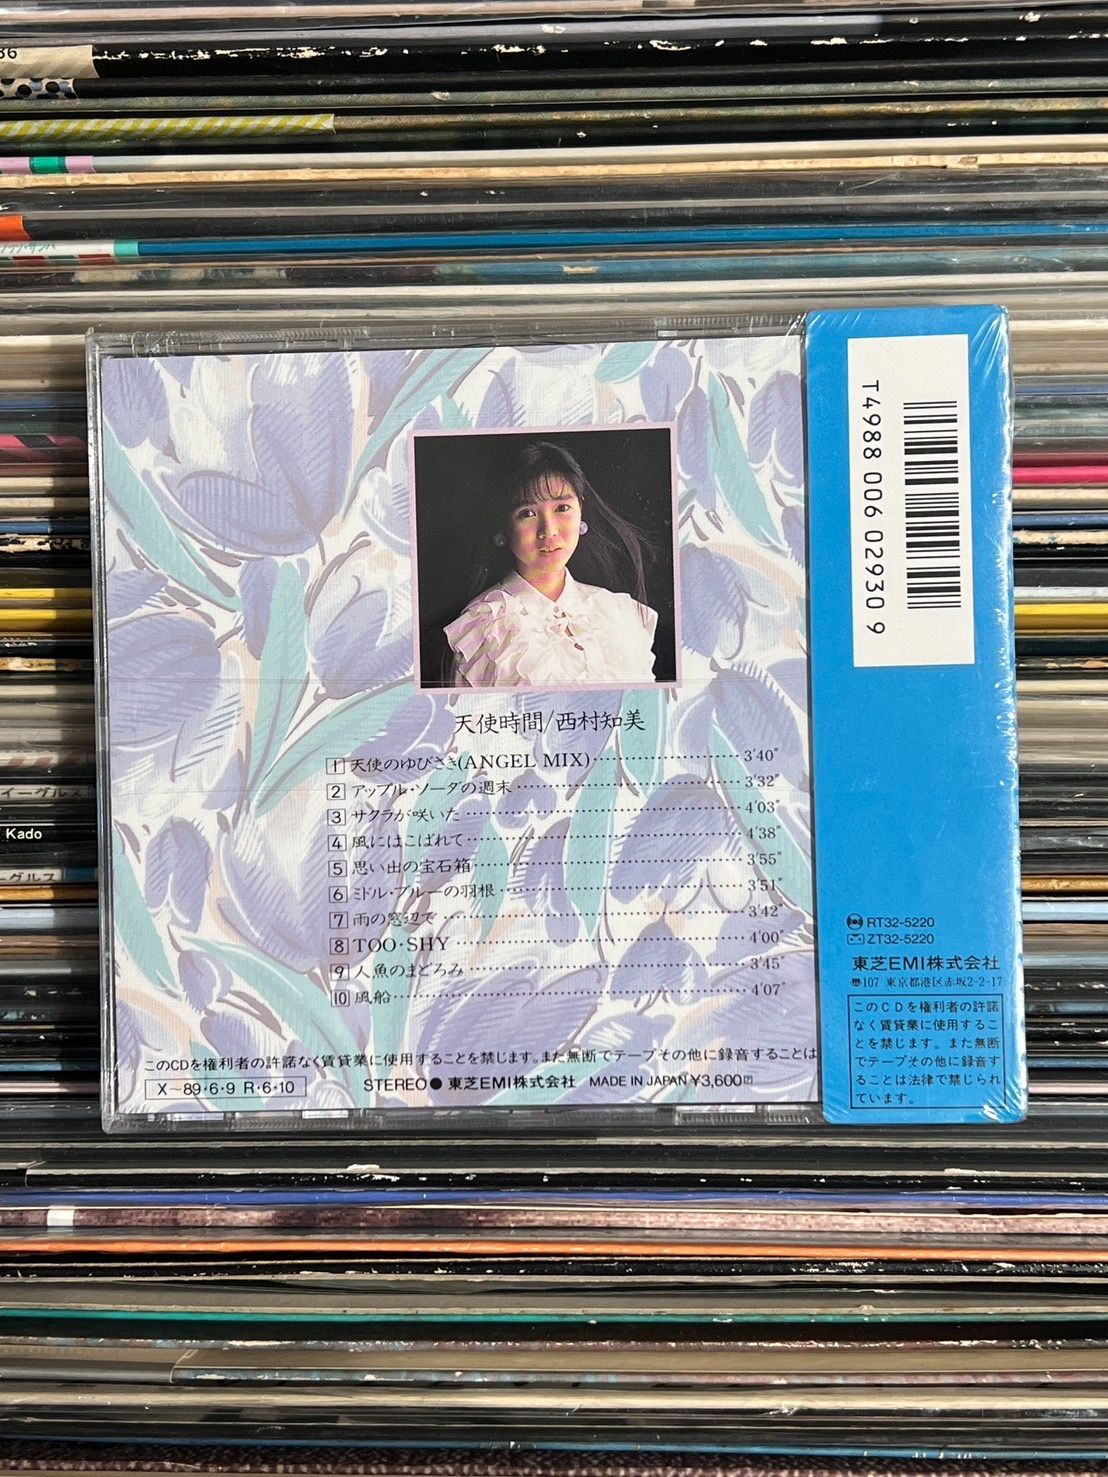 36
Kado
天使時間/西村知美
1 天使のゆびさき(ANGEL MIX) 3'40"
2 アップル・ソーダの週末 3'32"
3 サクラが咲いた 4'03"
4 風にはこばれて 4'38"
5 思い出の宝石箱 3'55"
6 ミドル・ブルーの羽根 3'51"
7 雨の窓辺で 3'42"
8 TOO・SHY 4'00"
9 人魚のまどろみ 3'45"
10 風船 4'07"
このCDを権利者の許諾なく賃貸業に使用することを禁じます。また無断でテープその他に録音することは
X〜89・6・9 R・6・10
STEREO● 東芝EMI株式会社 MADE IN JAPAN ¥3,600
T4988 006 02930 9
RT32-5220
ZT32-5220
東芝EMI株式会社
〒107 東京都港区赤坂2-2-17
このCDを権利者の許諾
なく賃貸業に使用するこ
とを禁じます。また無断
でテープその他に録音す
ることは法律で禁じられ
ています。